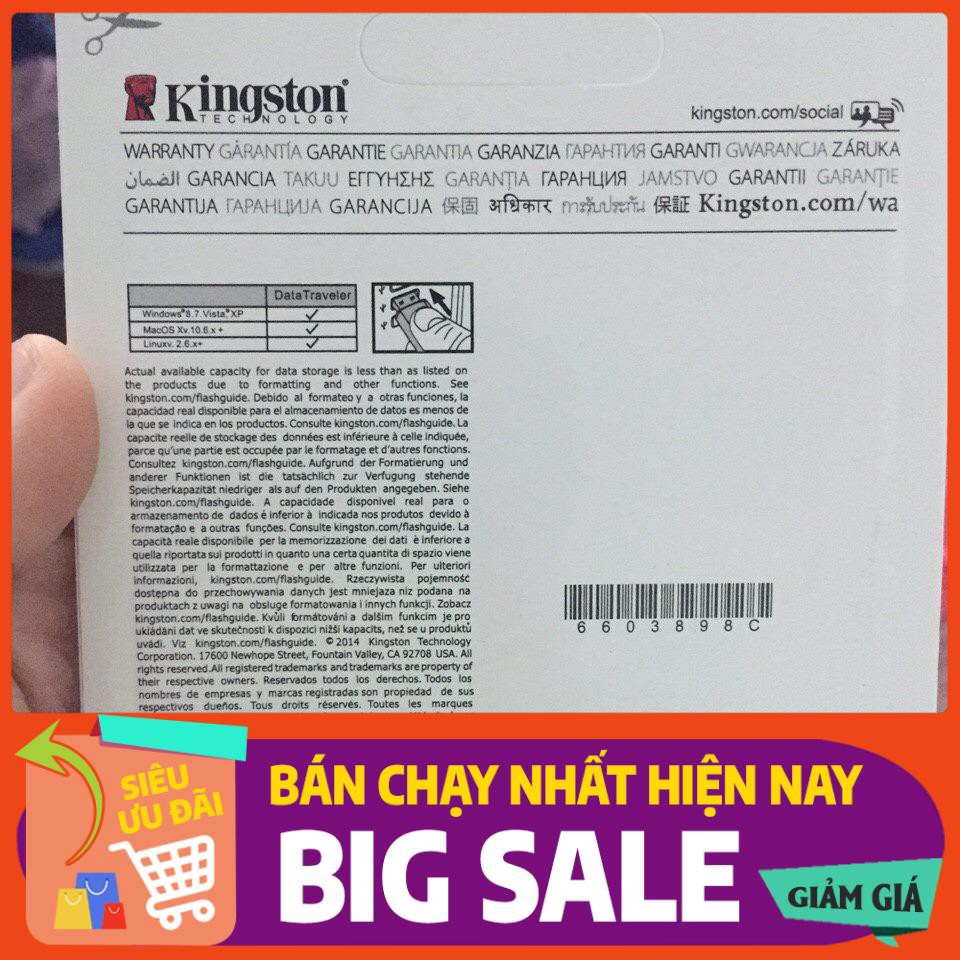 Kingston®
TECHNOLOGY
kingston.com/social
WARRANTY GARANTÍA GARANTIE GARANTIA GARANZIA ГАРАНТИЯ GARANTI GWARANCJA ZÁRUKA
الضمان GARANCIA TAKUU ΕΓΓΥΗΣΗΣ GARANȚIA ГАРАНЦИЯ JAMSTVO GARANTII GARANTIE
GARANTIJA ГАРАНЦИЈА GARANCIJA 保固 अधिकार การรับประกัน 保証 Kingston.com/wa
DataTraveler
Windows® 8.7.Vista,® XP ✓
MacOS Xv.10.6.x+ ✓
Linuxv. 2.6.x+ ✓
Actual available capacity for data storage is less than as listed on
the products due to formatting and other functions. See
kingston.com/flashguide. Debido al formateo y a otras funciones, la
capacidad real disponible para el almacenamiento de datos es menos de
la que se indica en los productos. Consulte kingston.com/flashguide. La
capacite reelle de stockage des données est inférieure à celle indiquée,
parce qu'une partie est occupée par le formatage et d'autres fonctions.
Consultez kingston.com/flashguide. Aufgrund der Formatierung und
anderer Funktionen ist die tatsächlich zur Verfugung stehende
Speicherkapazität niedriger als auf den Produkten angegeben. Siehe
kingston.com/flashguide. A capacidade disponivel real para o
armazenamento de dados é inferior à indicada nos produtos devido à
formatação e a outras funções. Consulte kingston.com/flashguide. La
capacità reale disponibile per la memorizzazione dei dati è inferiore a
quella riportata sui prodotti in quanto una certa quantita di spazio viene
utilizzata per la formattazione e per altre funzioni. Per ulteriori
informazioni, kingston.com/flashguide. Rzeczywista pojemność
dostępna do przechowywania danych jest mniejaza niz podana na
produktach z uwagi na obsluge formatowania i innych funkcji. Zobacz
kingston.com/flashguide. Kvůli formátováni a dalšim funkcim je pro
ukládáni dat ve skutečnosti k dispozici nižši kapacits, než se u produktů
uvádi. Viz kingston.com/flashguide. © 2014 Kingston Technology
Corporation. 17600 Newhope Street, Fountain Valley, CA 92708 USA. All
rights reserved.All registered trademarks and trademarks are property of
their respective owners. Reservados todos los derechos. Todos los
nombres de empresas y marcas registradas son propiedad de sus
respectivos dueños. Tous droits réservés. Toutes les marques
6603898C
SIÊU
ƯU ĐÃI
BÁN CHẠY NHẤT HIỆN NAY
BIG SALE
GIẢM GIÁ